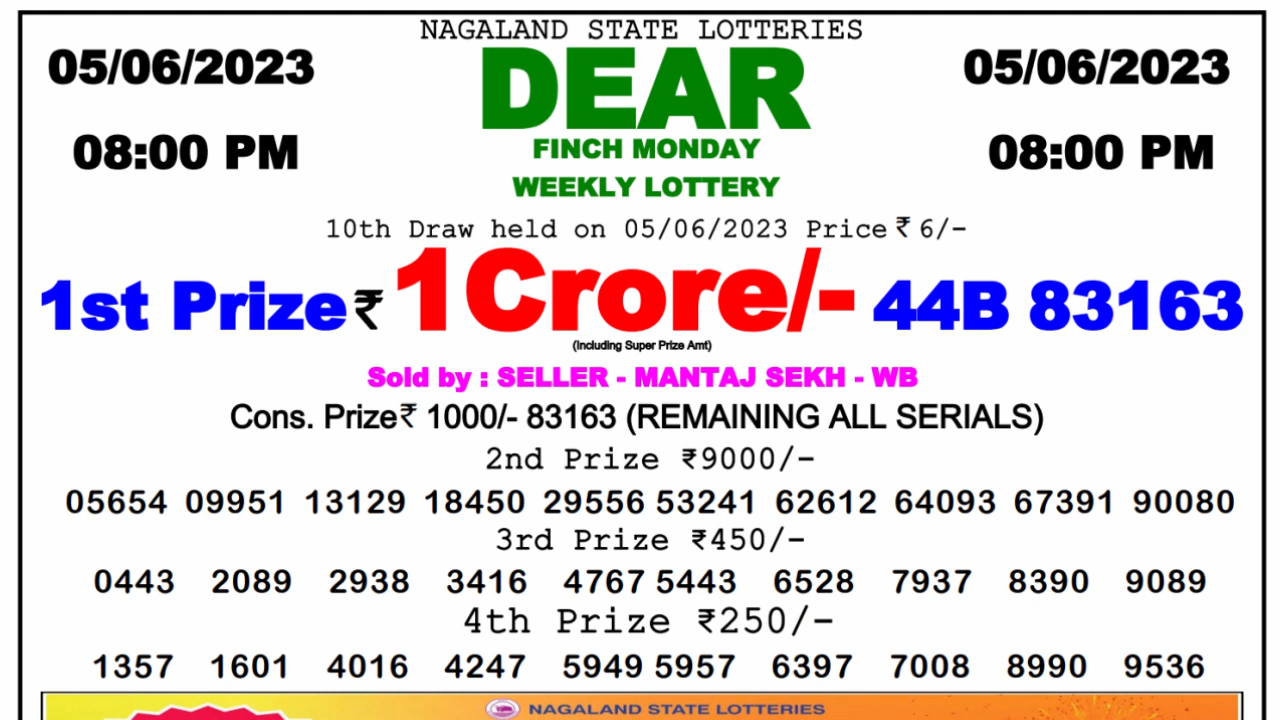 NAGALAND STATE LOTTERIES
05/06/2023 DEAR 05/06/2023
08:00 PM FINCH MONDAY 08:00 PM
WEEKLY LOTTERY
10th Draw held on 05/06/2023 Price ₹ 6/-
1st Prize ₹ 1Crore/- 44B 83163
(Including Super Prize Amt)
Sold by : SELLER - MANTAJ SEKH - WB
Cons. Prize ₹ 1000/- 83163 (REMAINING ALL SERIALS)
2nd Prize ₹9000/-
05654 09951 13129 18450 29556 53241 62612 64093 67391 90080
3rd Prize ₹450/-
0443 2089 2938 3416 4767 5443 6528 7937 8390 9089
4th Prize ₹250/-
1357 1601 4016 4247 5949 5957 6397 7008 8990 9536
NAGALAND STATE LOTTERIES